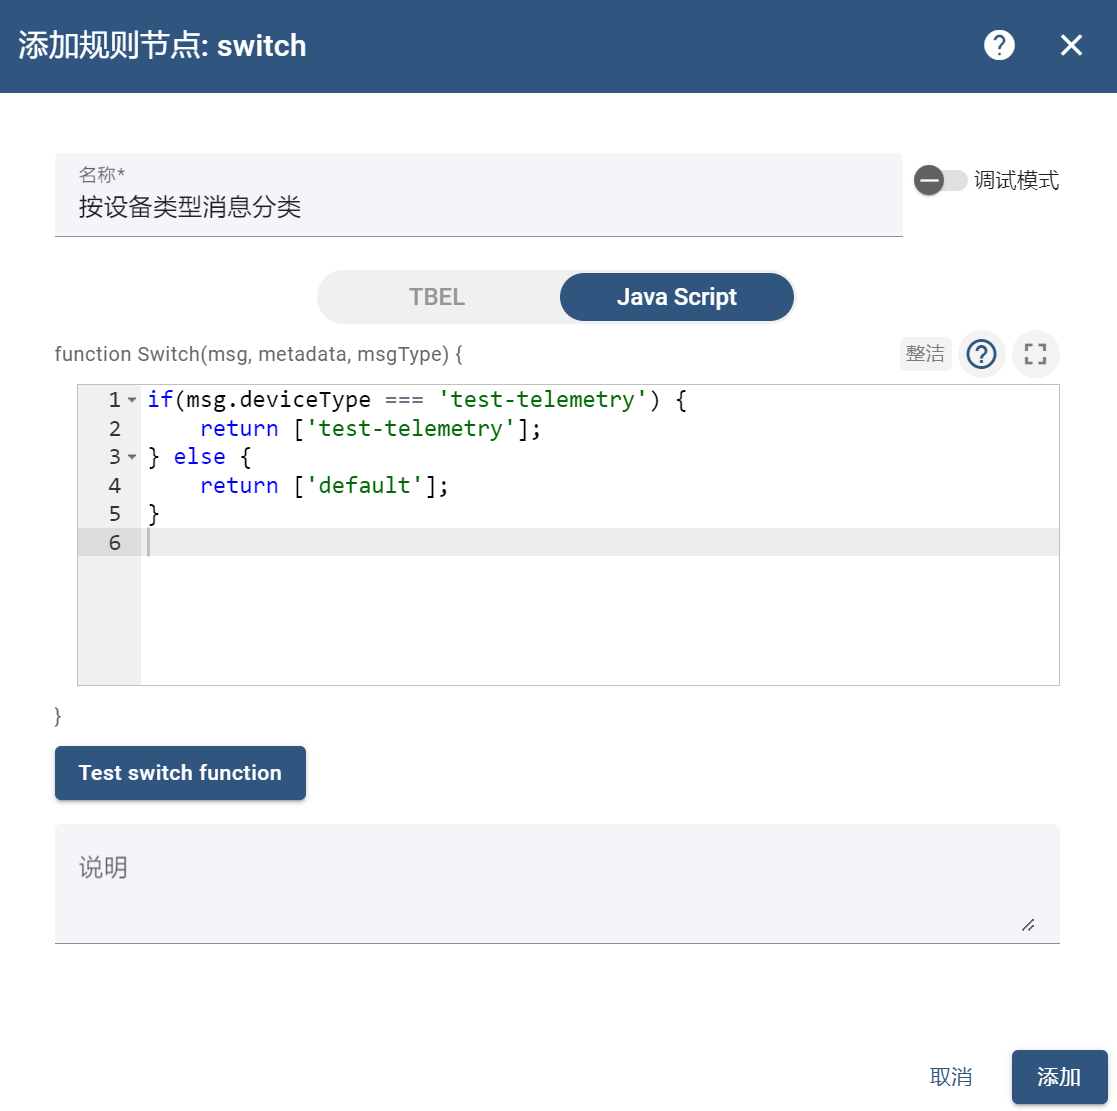 添加规则节点: switch
名称*
按设备类型消息分类
调试模式
TBEL
Java Script
function Switch(msg, metadata, msgType) {
整洁
1 if(msg.deviceType === 'test-telemetry') {
2     return ['test-telemetry'];
3 } else {
4     return ['default'];
5 }
6
}
Test switch function
说明
取消
添加